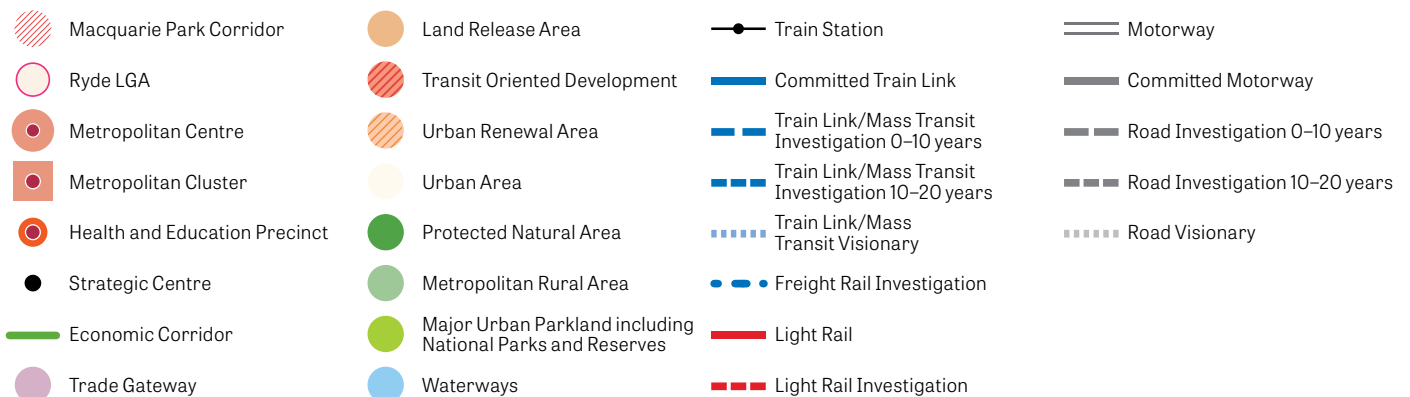 Macquarie Park Corridor
Ryde LGA
Metropolitan Centre
Metropolitan Cluster
Health and Education Precinct
Strategic Centre
Economic Corridor
Trade Gateway
Land Release Area
Transit Oriented Development
Urban Renewal Area
Urban Area
Protected Natural Area
Metropolitan Rural Area
Major Urban Parkland including
National Parks and Reserves
Waterways
Train Station
Committed Train Link
Train Link/Mass Transit
Investigation 0–10 years
Train Link/Mass Transit
Investigation 10–20 years
Train Link/Mass
Transit Visionary
Freight Rail Investigation
Light Rail
Light Rail Investigation
Motorway
Committed Motorway
Road Investigation 0–10 years
Road Investigation 10–20 years
Road Visionary